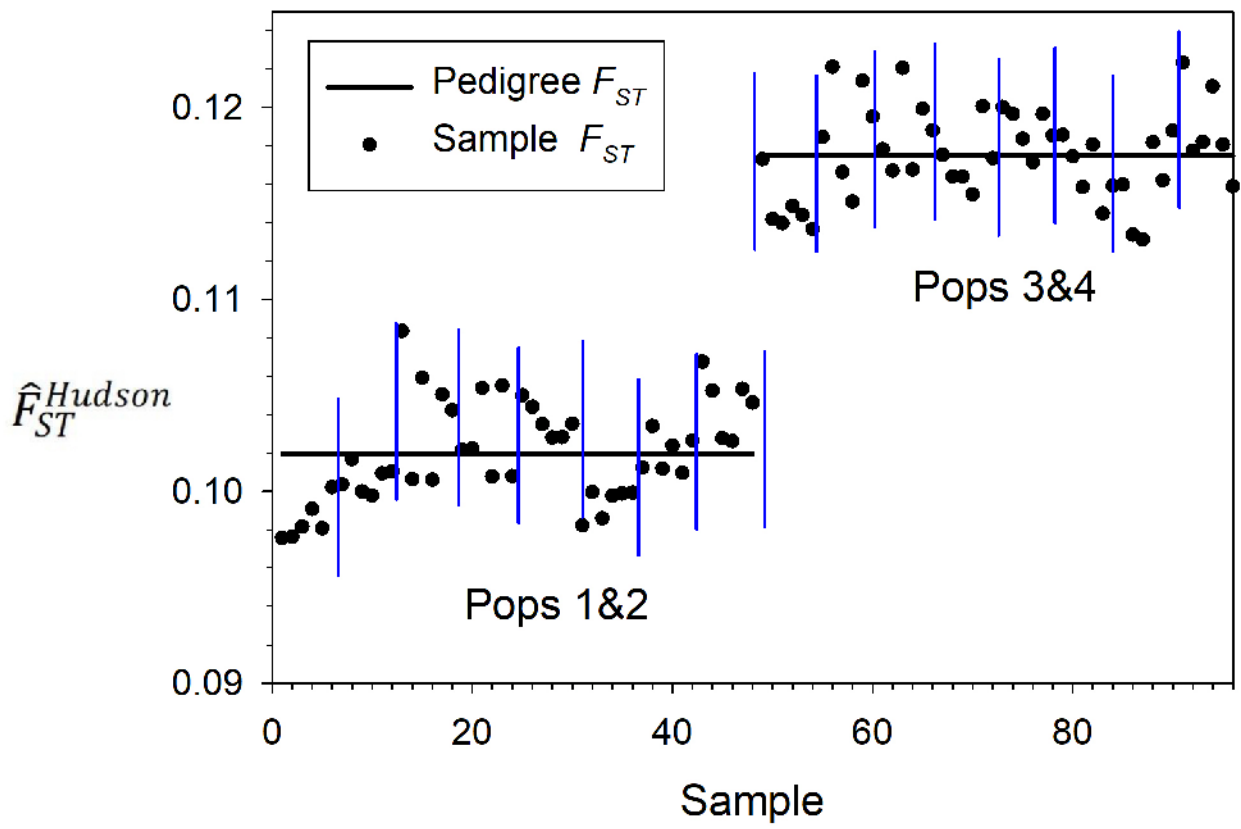 Pedigree F_ST
Sample F_ST
0.12
0.11
0.10
0.09
F̂_ST^Hudson
Pops 3&4
Pops 1&2
0 20 40 60 80
Sample